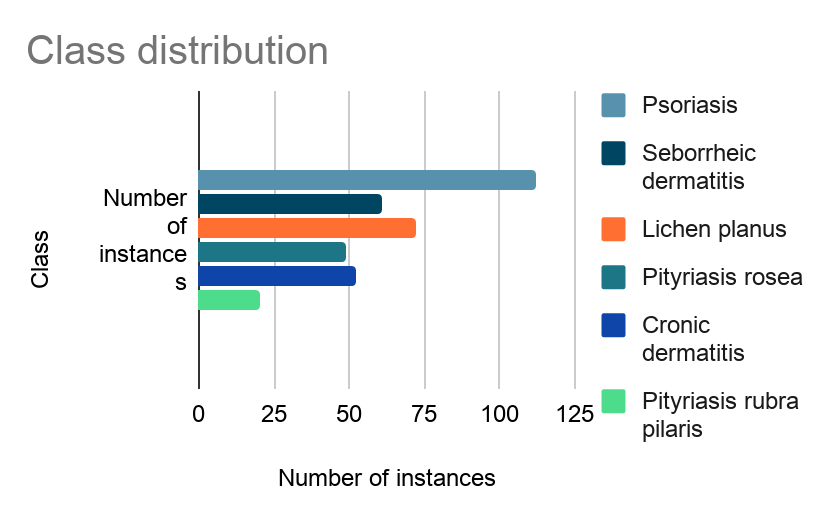 Class distribution
Class
Number
of
instance
s
0 25 50 75 100 125
Number of instances
Psoriasis
Seborrheic
dermatitis
Lichen planus
Pityriasis rosea
Cronic
dermatitis
Pityriasis rubra
pilaris